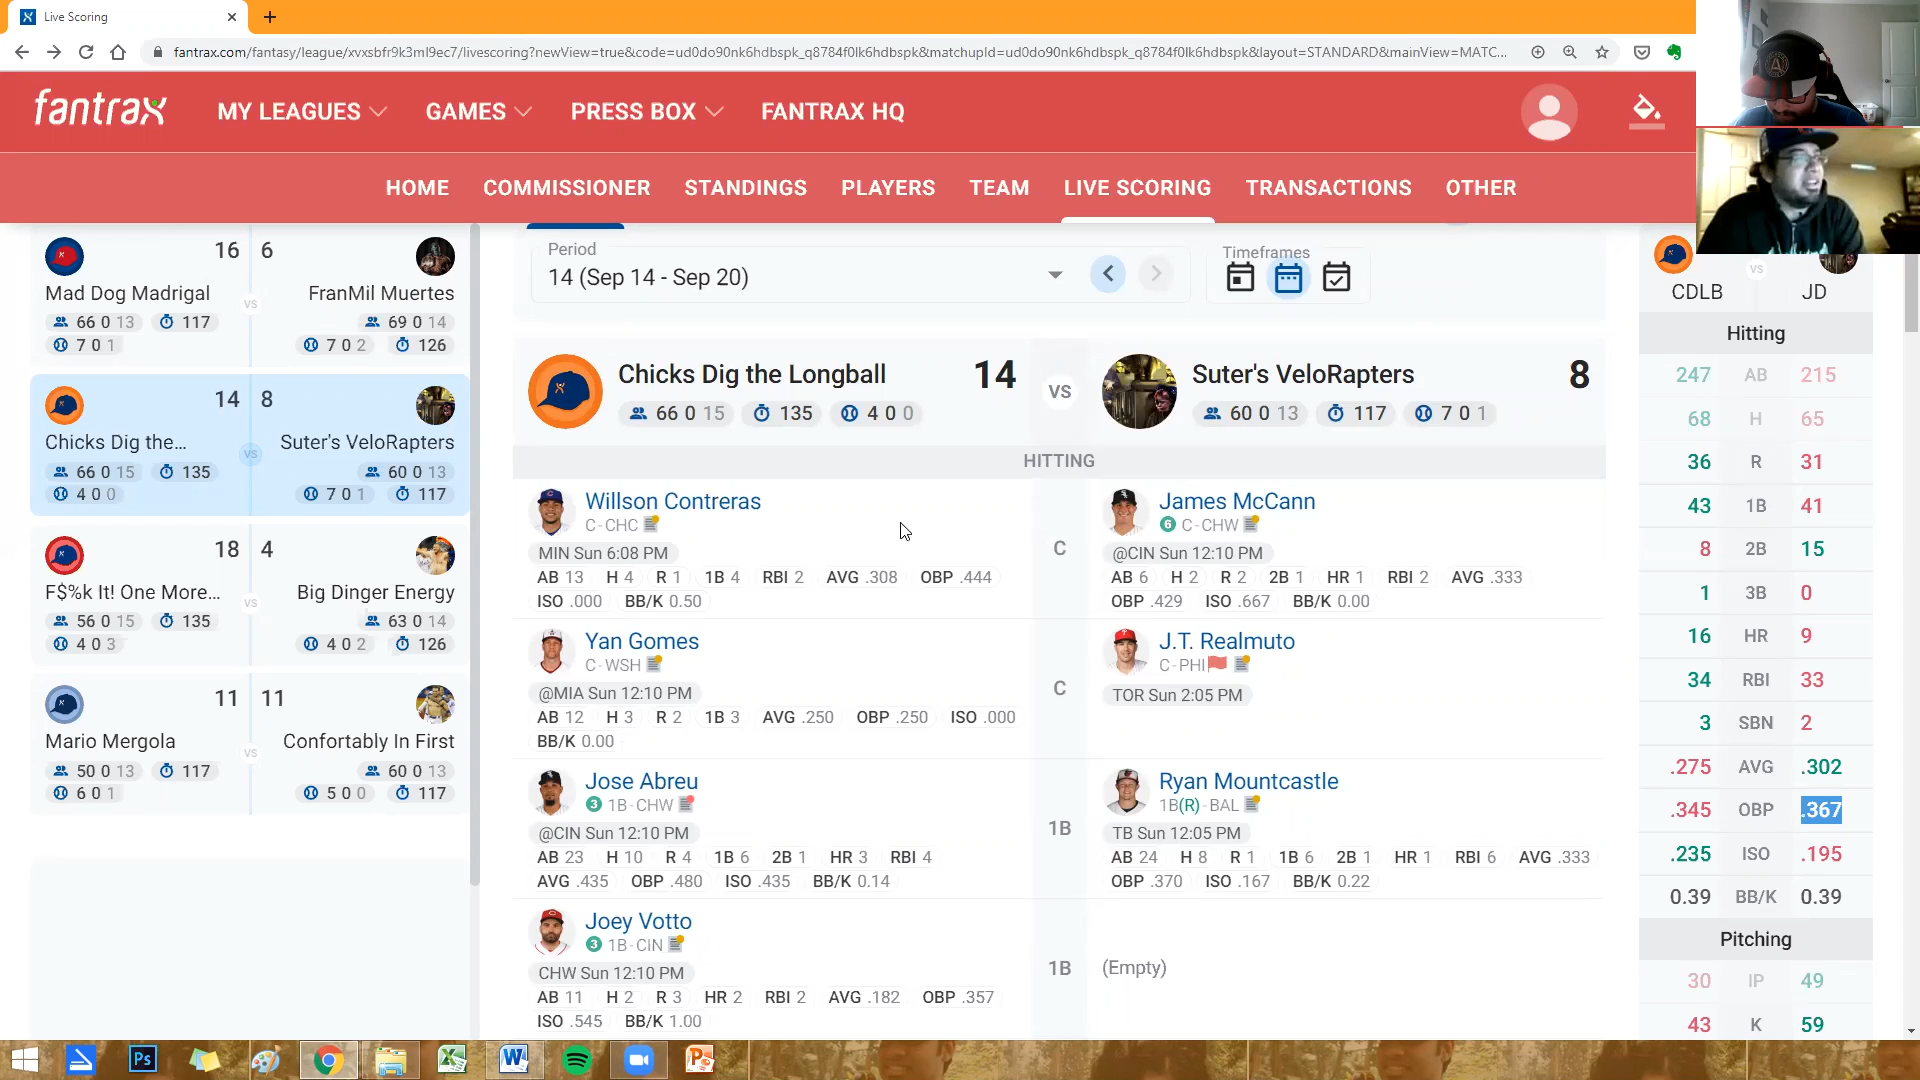 Live Scoring
fantrax.com/fantasy/league/xvxsbfr9k3ml9ec7/livescoring?newView=true&code=ud0do90nk6hdbspk_q8784f0lk6hdbspk&matchupId=ud0do90nk6hdbspk_q8784f0lk6hdbspk&layout=STANDARD&mainView=MATC...
fantrax MY LEAGUES GAMES PRESS BOX FANTRAX HQ
HOME COMMISSIONER STANDINGS PLAYERS TEAM LIVE SCORING TRANSACTIONS OTHER
16 6
Mad Dog Madrigal vs FranMil Muertes
66 0 13 117 69 0 14
7 0 1 7 0 2 126
14 8
Chicks Dig the... vs Suter's VeloRapters
66 0 15 135 60 0 13
4 0 0 7 0 1 117
18 4
F$%k It! One More... vs Big Dinger Energy
56 0 15 135 63 0 14
4 0 3 4 0 2 126
11 11
Mario Mergola vs Confortably In First
50 0 13 117 60 0 13
6 0 1 5 0 0 117
Period
14 (Sep 14 - Sep 20)
Timeframes
Chicks Dig the Longball 14 VS Suter's VeloRapters 8
66 0 15 135 4 0 0 60 0 13 117 7 0 1
HITTING
Willson Contreras
C - CHC
MIN Sun 6:08 PM
AB 13 H 4 R 1 1B 4 RBI 2 AVG .308 OBP .444
ISO .000 BB/K 0.50
C
James McCann
6 C - CHW
@CIN Sun 12:10 PM
AB 6 H 2 R 2 2B 1 HR 1 RBI 2 AVG .333
OBP .429 ISO .667 BB/K 0.00
Yan Gomes
C - WSH
@MIA Sun 12:10 PM
AB 12 H 3 R 2 1B 3 AVG .250 OBP .250 ISO .000
BB/K 0.00
C
J.T. Realmuto
C - PHI
TOR Sun 2:05 PM
Jose Abreu
3 1B - CHW
@CIN Sun 12:10 PM
AB 23 H 10 R 4 1B 6 2B 1 HR 3 RBI 4
AVG .435 OBP .480 ISO .435 BB/K 0.14
1B
Ryan Mountcastle
1B(R) - BAL
TB Sun 12:05 PM
AB 24 H 8 R 1 1B 6 2B 1 HR 1 RBI 6 AVG .333
OBP .370 ISO .167 BB/K 0.22
Joey Votto
3 1B - CIN
CHW Sun 12:10 PM
AB 11 H 2 R 3 HR 2 RBI 2 AVG .182 OBP .357
ISO .545 BB/K 1.00
1B
(Empty)
vs
CDLB JD
Hitting
247 AB 215
68 H 65
36 R 31
43 1B 41
8 2B 15
1 3B 0
16 HR 9
34 RBI 33
3 SBN 2
.275 AVG .302
.345 OBP .367
.235 ISO .195
0.39 BB/K 0.39
Pitching
30 IP 49
43 K 59